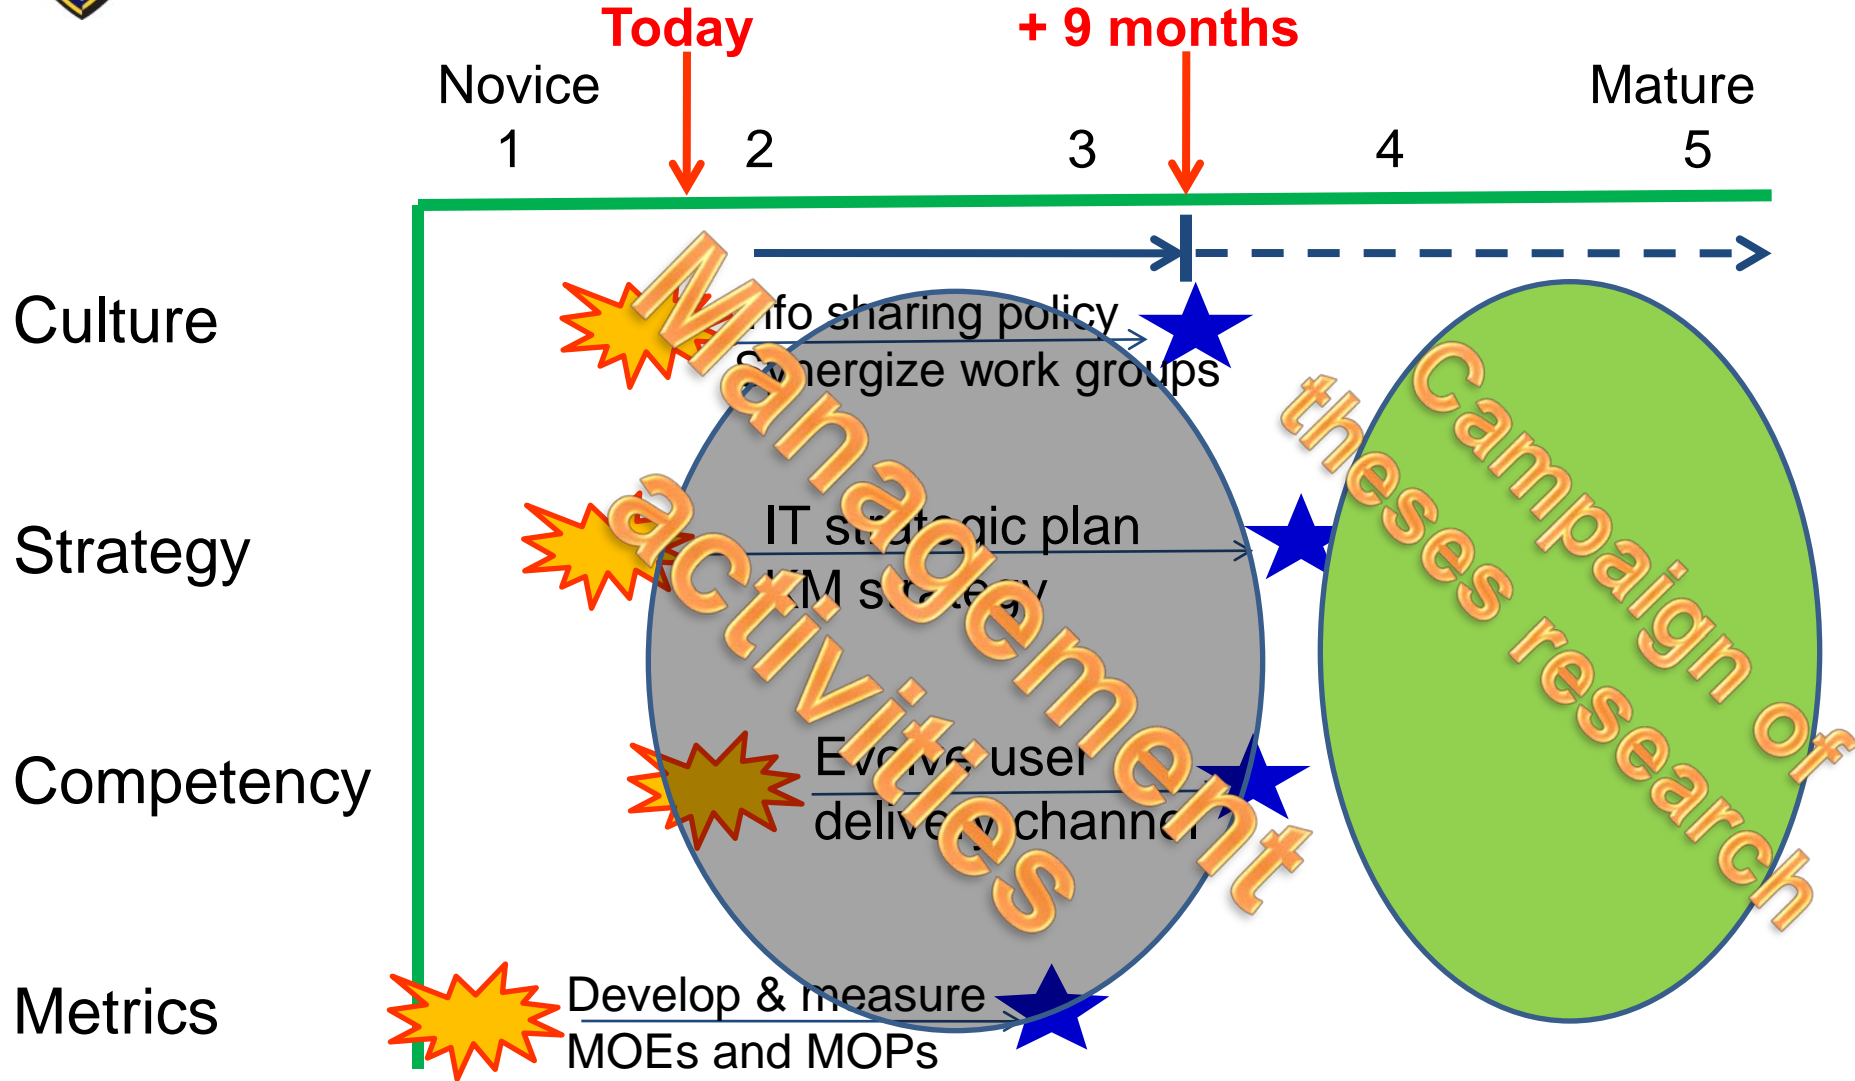 Today
+ 9 months
Novice
Mature
1 2 3 4 5
Culture
Info sharing policy
Synergize work groups
Strategy
IT strategic plan
KM strategy
Competency
Evolve user
delivery channel
Metrics
Develop & measure
MOEs and MOPs
Management
activities
Campaign of
theses research